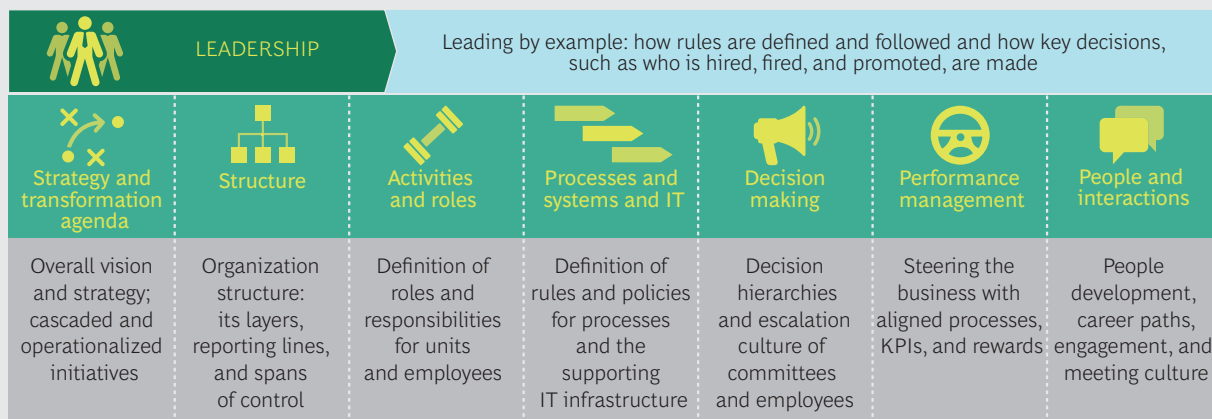 LEADERSHIP
Leading by example: how rules are defined and followed and how key decisions,
such as who is hired, fired, and promoted, are made
Strategy and
transformation
agenda
Structure
Activities
and roles
Processes and
systems and IT
Decision
making
Performance
management
People and
interactions
Overall vision
and strategy;
cascaded and
operationalized
initiatives
Organization
structure:
its layers,
reporting lines,
and spans
of control
Definition of
roles and
responsibilities
for units
and employees
Definition of
rules and policies
for processes
and the
supporting
IT infrastructure
Decision
hierarchies
and escalation
culture of
committees
and employees
Steering the
business with
aligned processes,
KPIs, and rewards
People
development,
career paths,
engagement, and
meeting culture